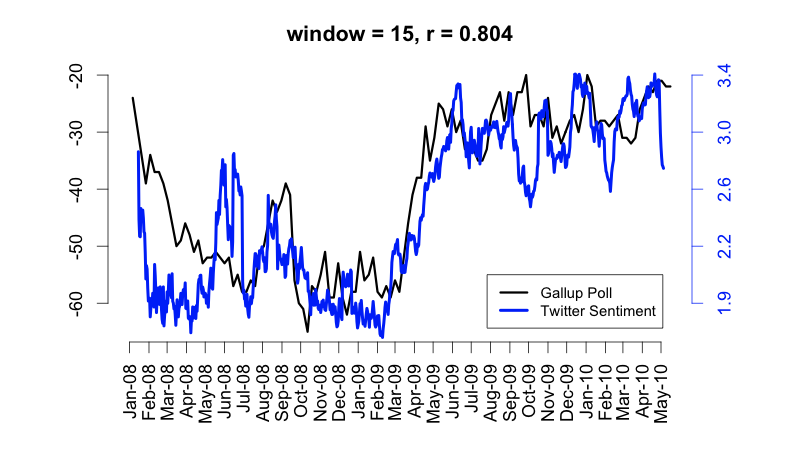 window = 15, r = 0.804
-20
-30
-40
-50
-60
3.4
3.0
2.6
2.2
1.9
Gallup Poll
Twitter Sentiment
Jan-08
Feb-08
Mar-08
Apr-08
May-08
Jun-08
Jul-08
Aug-08
Sep-08
Oct-08
Nov-08
Dec-08
Jan-09
Feb-09
Mar-09
Apr-09
May-09
Jun-09
Jul-09
Aug-09
Sep-09
Oct-09
Nov-09
Dec-09
Jan-10
Feb-10
Mar-10
Apr-10
May-10